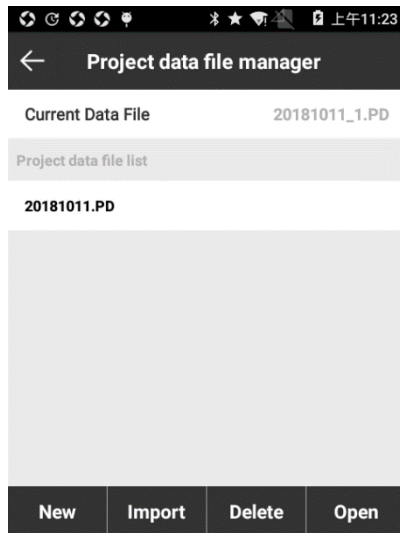 上午11:23
Project data file manager
Current Data File 20181011_1.PD
Project data file list
20181011.PD
New Import Delete Open